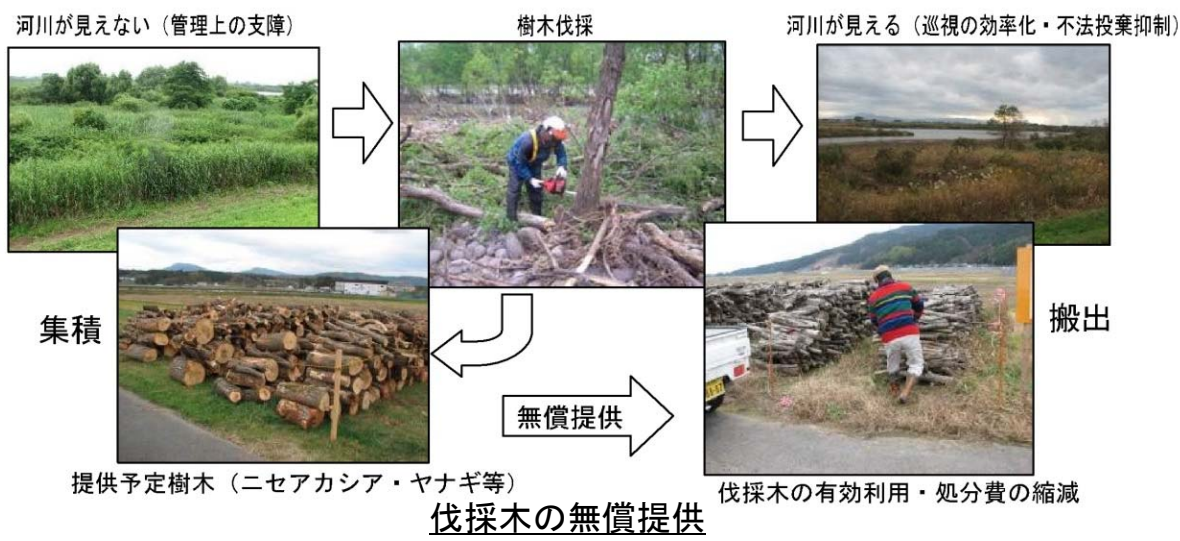 河川が見えない（管理上の支障）
樹木伐採
河川が見える（巡視の効率化・不法投棄抑制）
集積
搬出
無償提供
提供予定樹木（ニセアカシア・ヤナギ等）
伐採木の有効利用・処分費の縮減
伐採木の無償提供